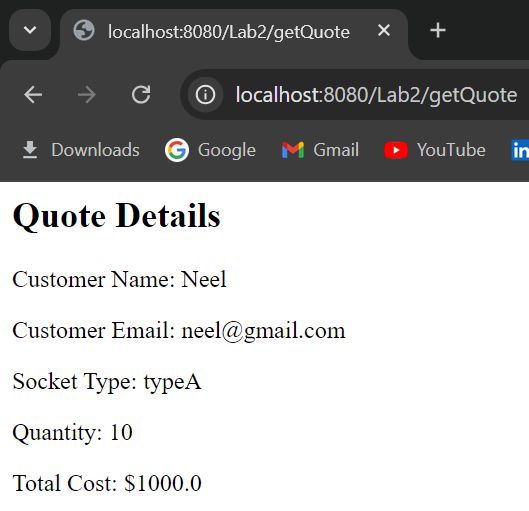 localhost:8080/Lab2/getQuote
localhost:8080/Lab2/getQuote
Downloads Google Gmail YouTube in
Quote Details
Customer Name: Neel
Customer Email: neel@gmail.com
Socket Type: typeA
Quantity: 10
Total Cost: $1000.0